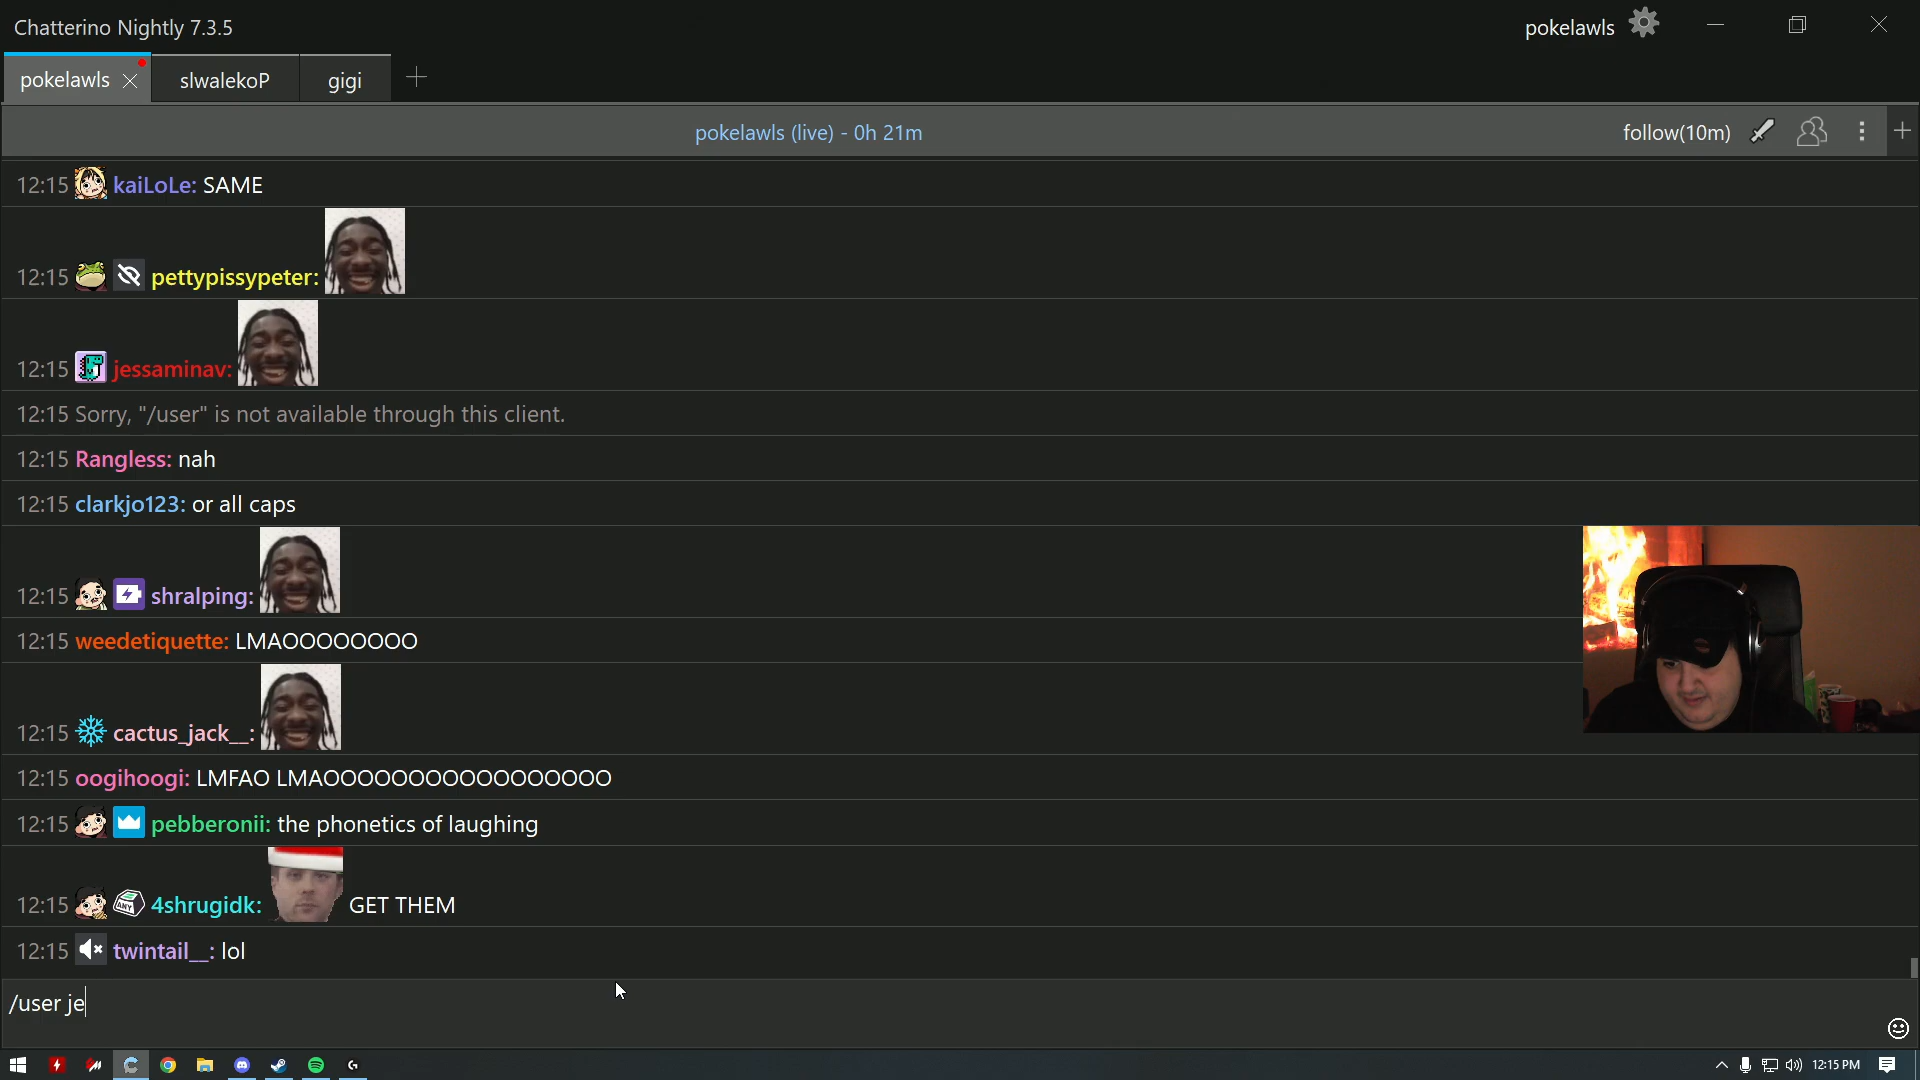 Chatterino Nightly 7.3.5
pokelawls
pokelawls
slwalekoP
gigi
pokelawls (live) - 0h 21m
follow(10m)
12:15 kaiLoLe: SAME
12:15 pettypissypeter:
12:15 jessaminav:
12:15 Sorry, "/user" is not available through this client.
12:15 Rangless: nah
12:15 clarkjo123: or all caps
12:15 shralping:
12:15 weedetiquette: LMAOOOOOOOO
12:15 cactus_jack__:
12:15 oogihoogi: LMFAO LMAOOOOOOOOOOOOOOOOO
12:15 pebberonii: the phonetics of laughing
12:15 ANY 4shrugidk: GET THEM
12:15 twintail__: lol
/user je
12:15 PM